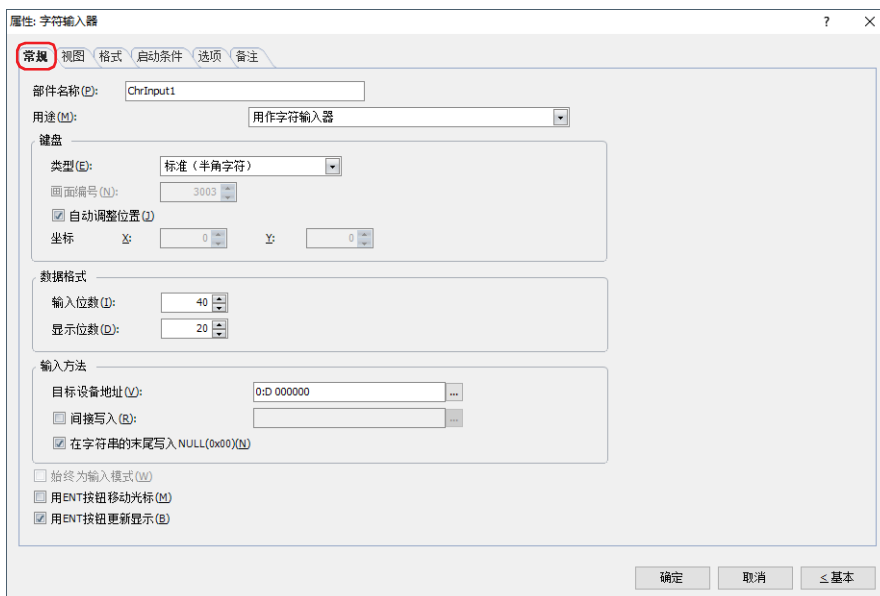 属性: 字符输入器 ? ×
常规 视图 格式 启动条件 选项 备注
部件名称(P): ChrInput1
用途(M): 用作字符输入器
键盘
类型(E): 标准（半角字符）
画面编号(N): 3003
自动调整位置(J)
坐标 X: 0 Y: 0
数据格式
输入位数(I): 40
显示位数(D): 20
输入方法
目标设备地址(V): 0:D 000000 ...
间接写入(R): ...
在字符串的末尾写入NULL(0x00)(N)
始终为输入模式(W)
用ENT按钮移动光标(M)
用ENT按钮更新显示(B)
确定 取消 ≤基本